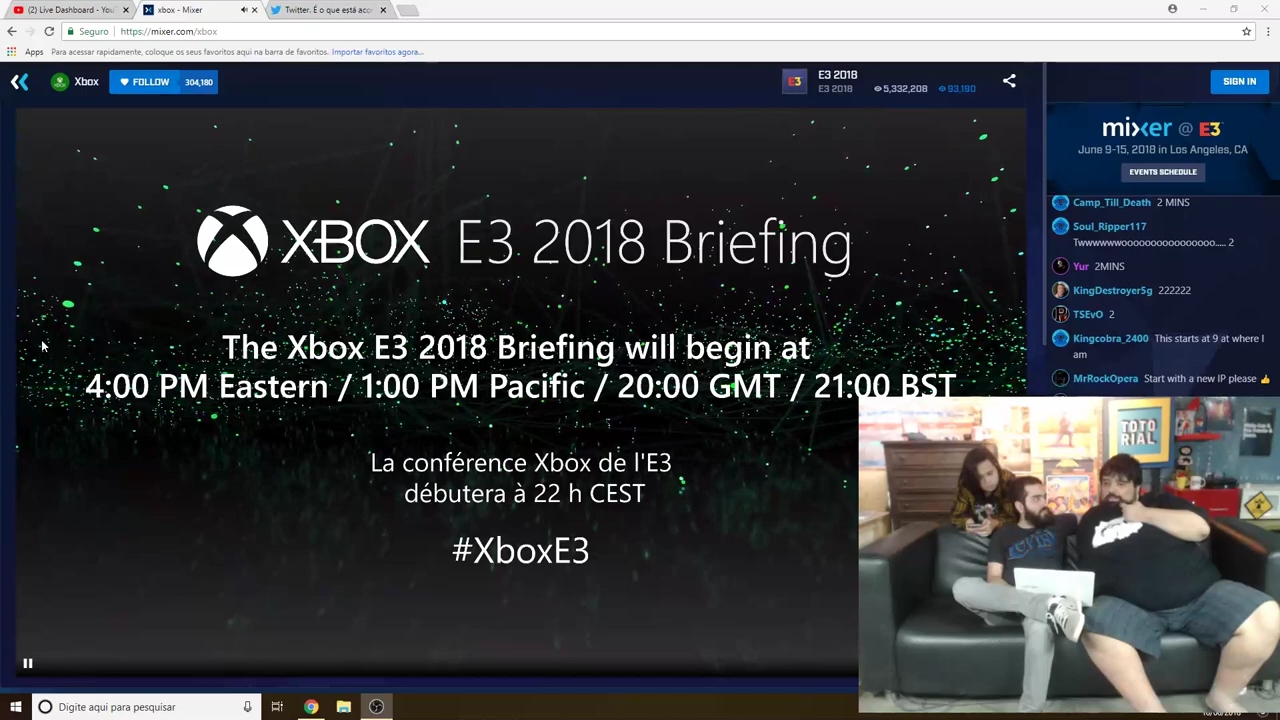 (2) Live Dashboard - You
xbox - Mixer
Twitter. É o que está aco
Seguro
https://mixer.com/xbox
Apps
Para acessar rapidamente, coloque os seus favoritos aqui na barra de favoritos. Importar favoritos agora...
Xbox
FOLLOW
304,180
E3
E3 2018
E3 2018
5,332,208
93,190
SIGN IN
mixer @ E3
June 9-15, 2018 in Los Angeles, CA
EVENTS SCHEDULE
XBOX E3 2018 Briefing
The Xbox E3 2018 Briefing will begin at
4:00 PM Eastern / 1:00 PM Pacific / 20:00 GMT / 21:00 BST
La conférence Xbox de l'E3
débutera à 22 h CEST
#XboxE3
Camp_Till_Death 2 MINS
Soul_Ripper117
Twwwwwooooooooooooooo..... 2
Yur 2MINS
KingDestroyer5g 222222
TSEvO 2
Kingcobra_2400 This starts at 9 at where I
am
MrRockOpera Start with a new IP please
TOTO
RIAL
Digite aqui para pesquisar